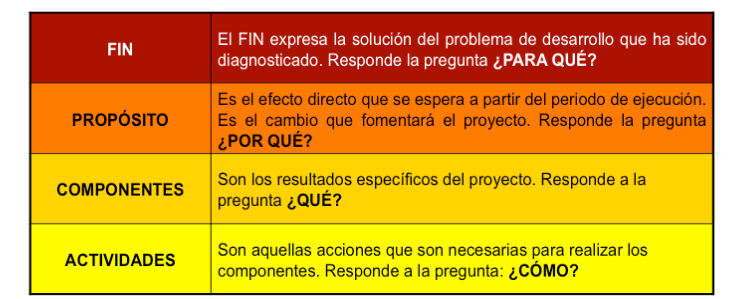 FIN
El FIN expresa la solución del problema de desarrollo que ha sido
diagnosticado. Responde la pregunta ¿PARA QUÉ?
PROPÓSITO
Es el efecto directo que se espera a partir del periodo de ejecución.
Es el cambio que fomentará el proyecto. Responde la pregunta
¿POR QUÉ?
COMPONENTES
Son los resultados específicos del proyecto. Responde a la
pregunta ¿QUÉ?
ACTIVIDADES
Son aquellas acciones que son necesarias para realizar los
componentes. Responde a la pregunta: ¿CÓMO?